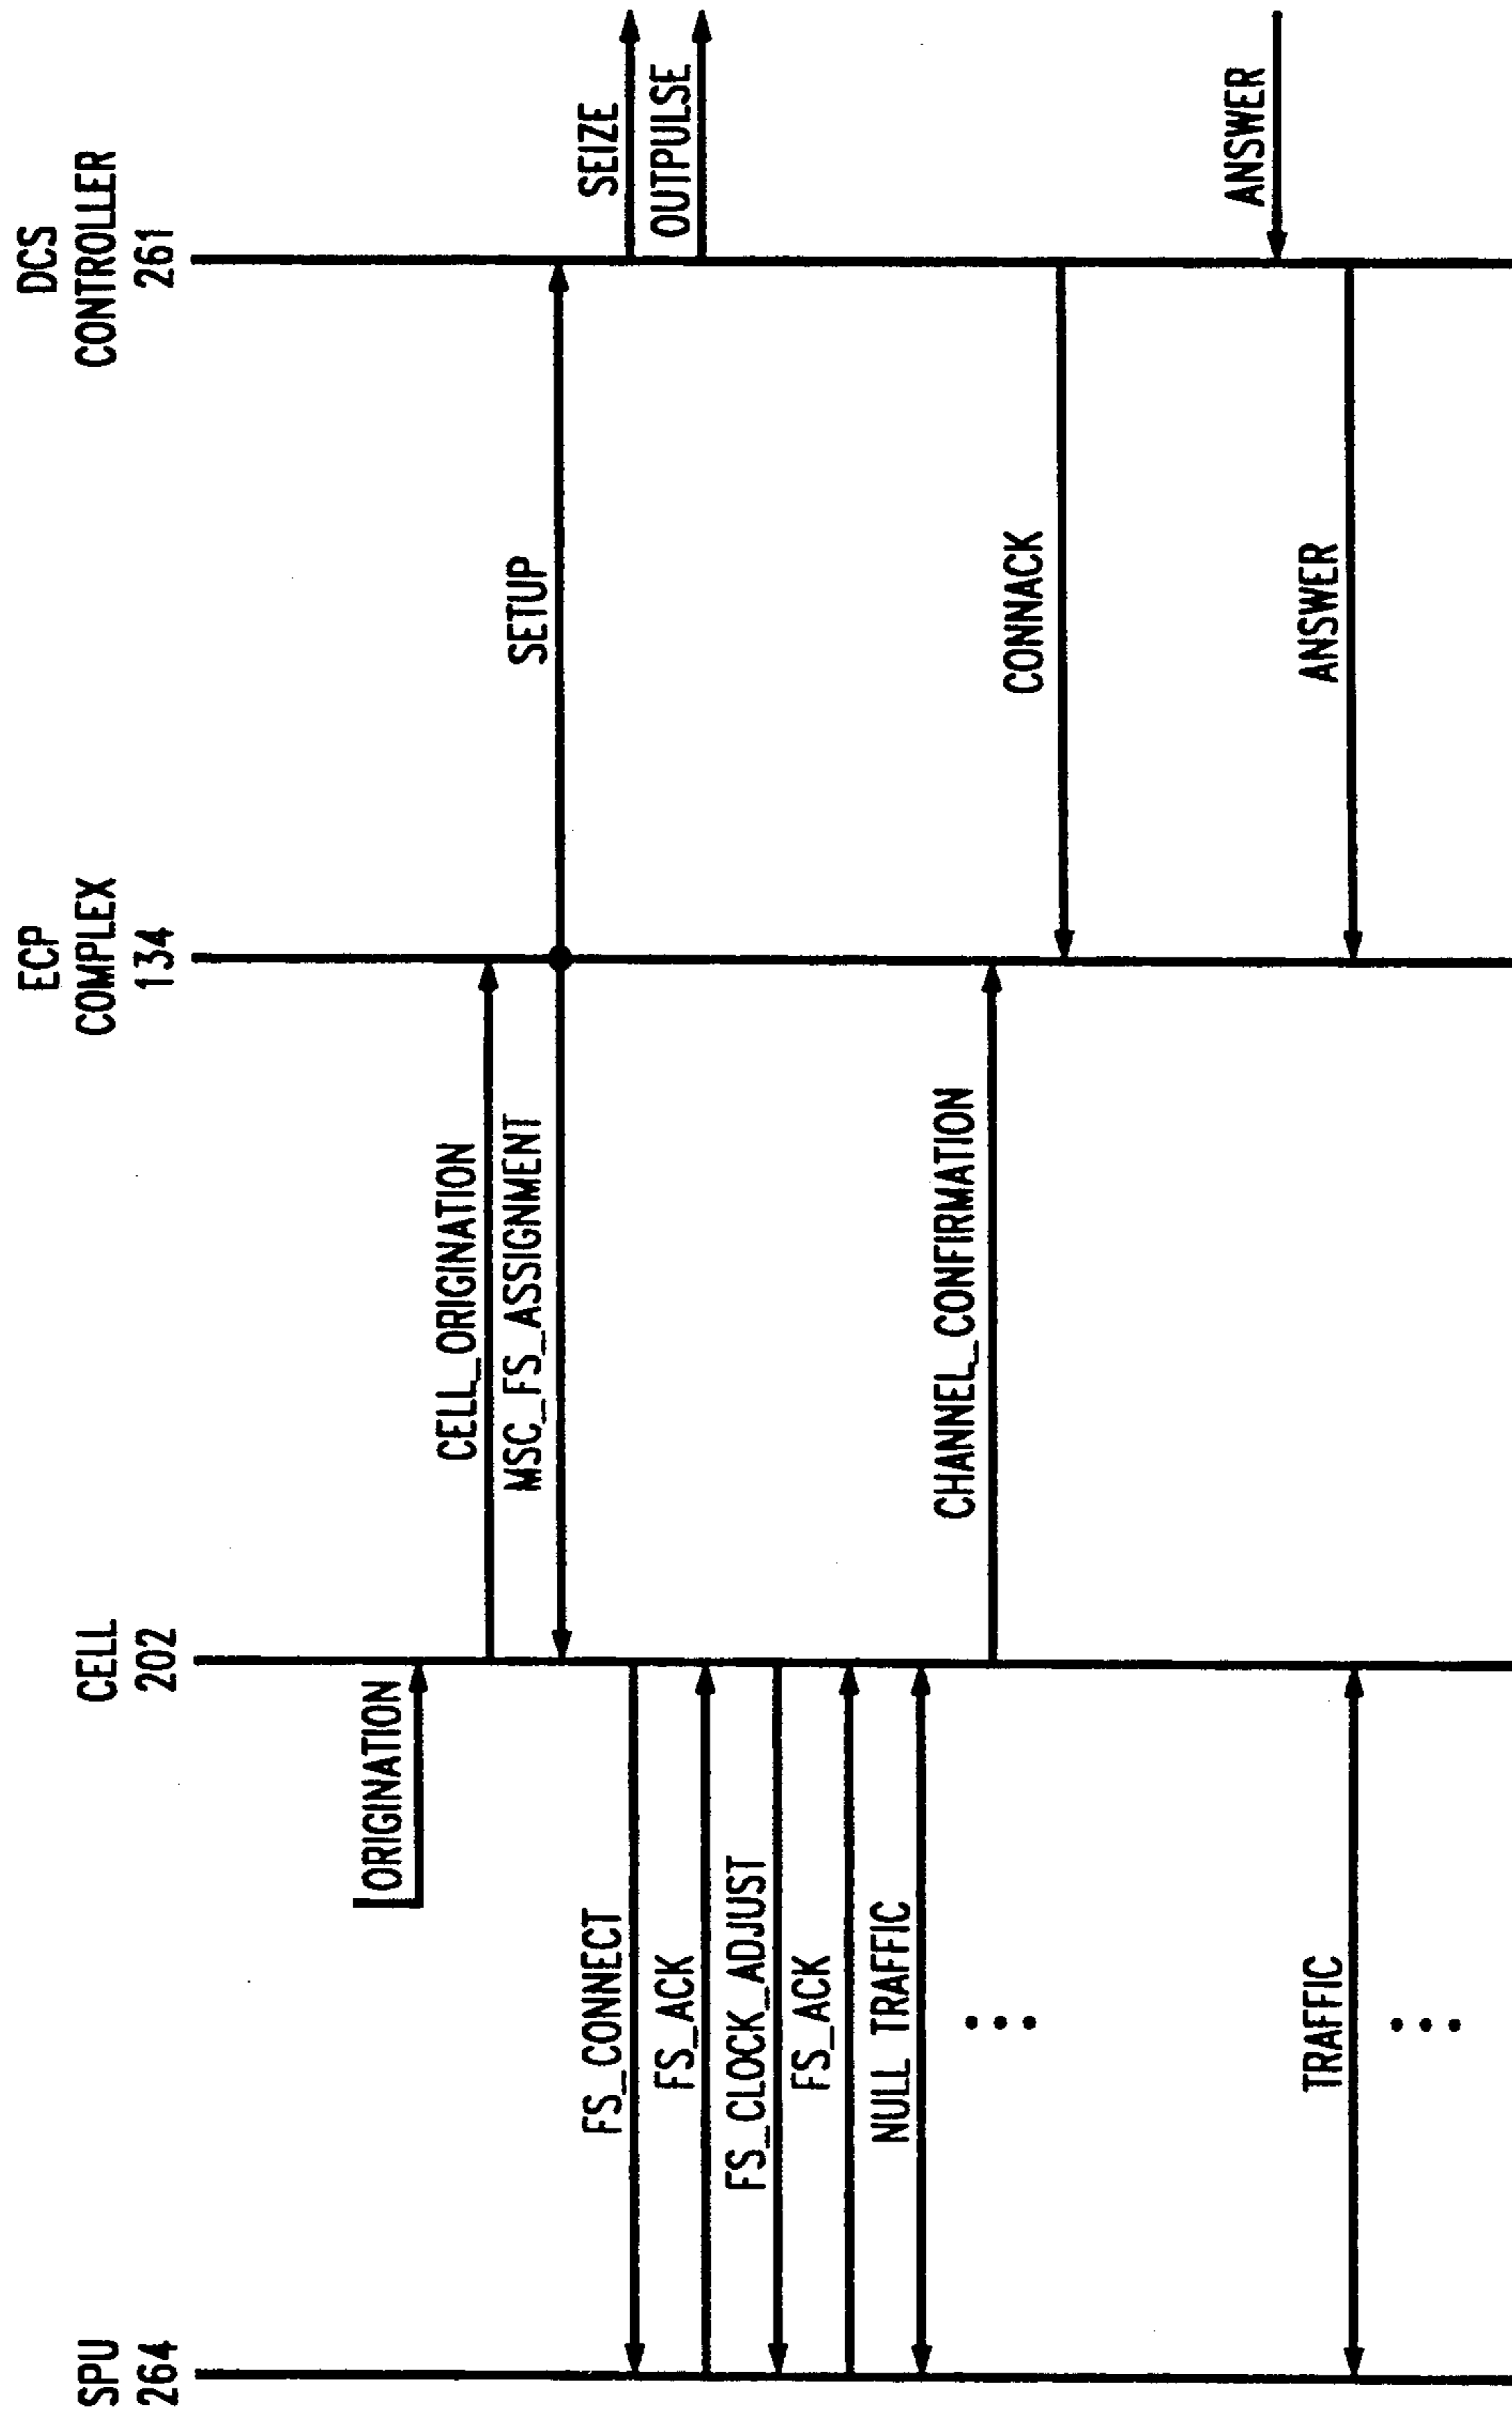 SPU
264
CELL
202
ECP
COMPLEX
134
DCS
CONTROLLER
261
ORIGINATION
CELL_ORIGINATION
MSC_FS_ASSIGNMENT
SETUP
FS_CONNECT
SEIZE
FS_ACK
OUTPULSE
FS_CLOCK_ADJUST
FS_ACK
NULL TRAFFIC
CHANNEL_CONFIRMATION
CONNACK
ANSWER
TRAFFIC
ANSWER